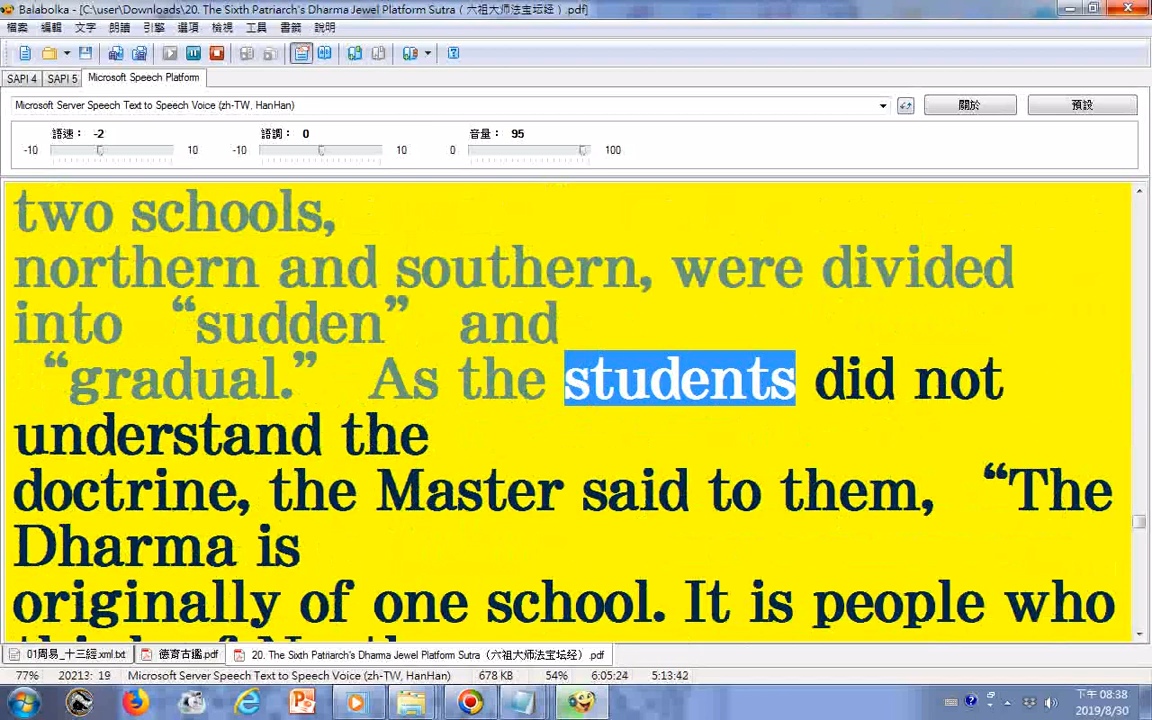 Balabolka - [C:\user\Downloads\20. The Sixth Patriarch's Dharma Jewel Platform Sutra (六祖大师法宝坛经) .pdf]
檔案 編輯 文字 朗讀 引擎 選項 檢視 工具 書籤 說明
SAPI 4 SAPI 5 Microsoft Speech Platform
Microsoft Server Speech Text to Speech Voice (zh-TW, HanHan) 關於 預設
語速： -2 語調： 0 音量： 95
-10 10 -10 10 0 100
two schools,
northern and southern, were divided
into “sudden” and
“gradual.” As the students did not
understand the
doctrine, the Master said to them, “The
Dharma is
originally of one school. It is people who
01周易_十三經.xml.txt 德育古鑑.pdf 20. The Sixth Patriarch's Dharma Jewel Platform Sutra (六祖大师法宝坛经) .pdf
77% 20213: 19 Microsoft Server Speech Text to Speech Voice (zh-TW, HanHan) 678 KB 54% 6:05:24 5:13:42
下午 08:38
2019/8/30